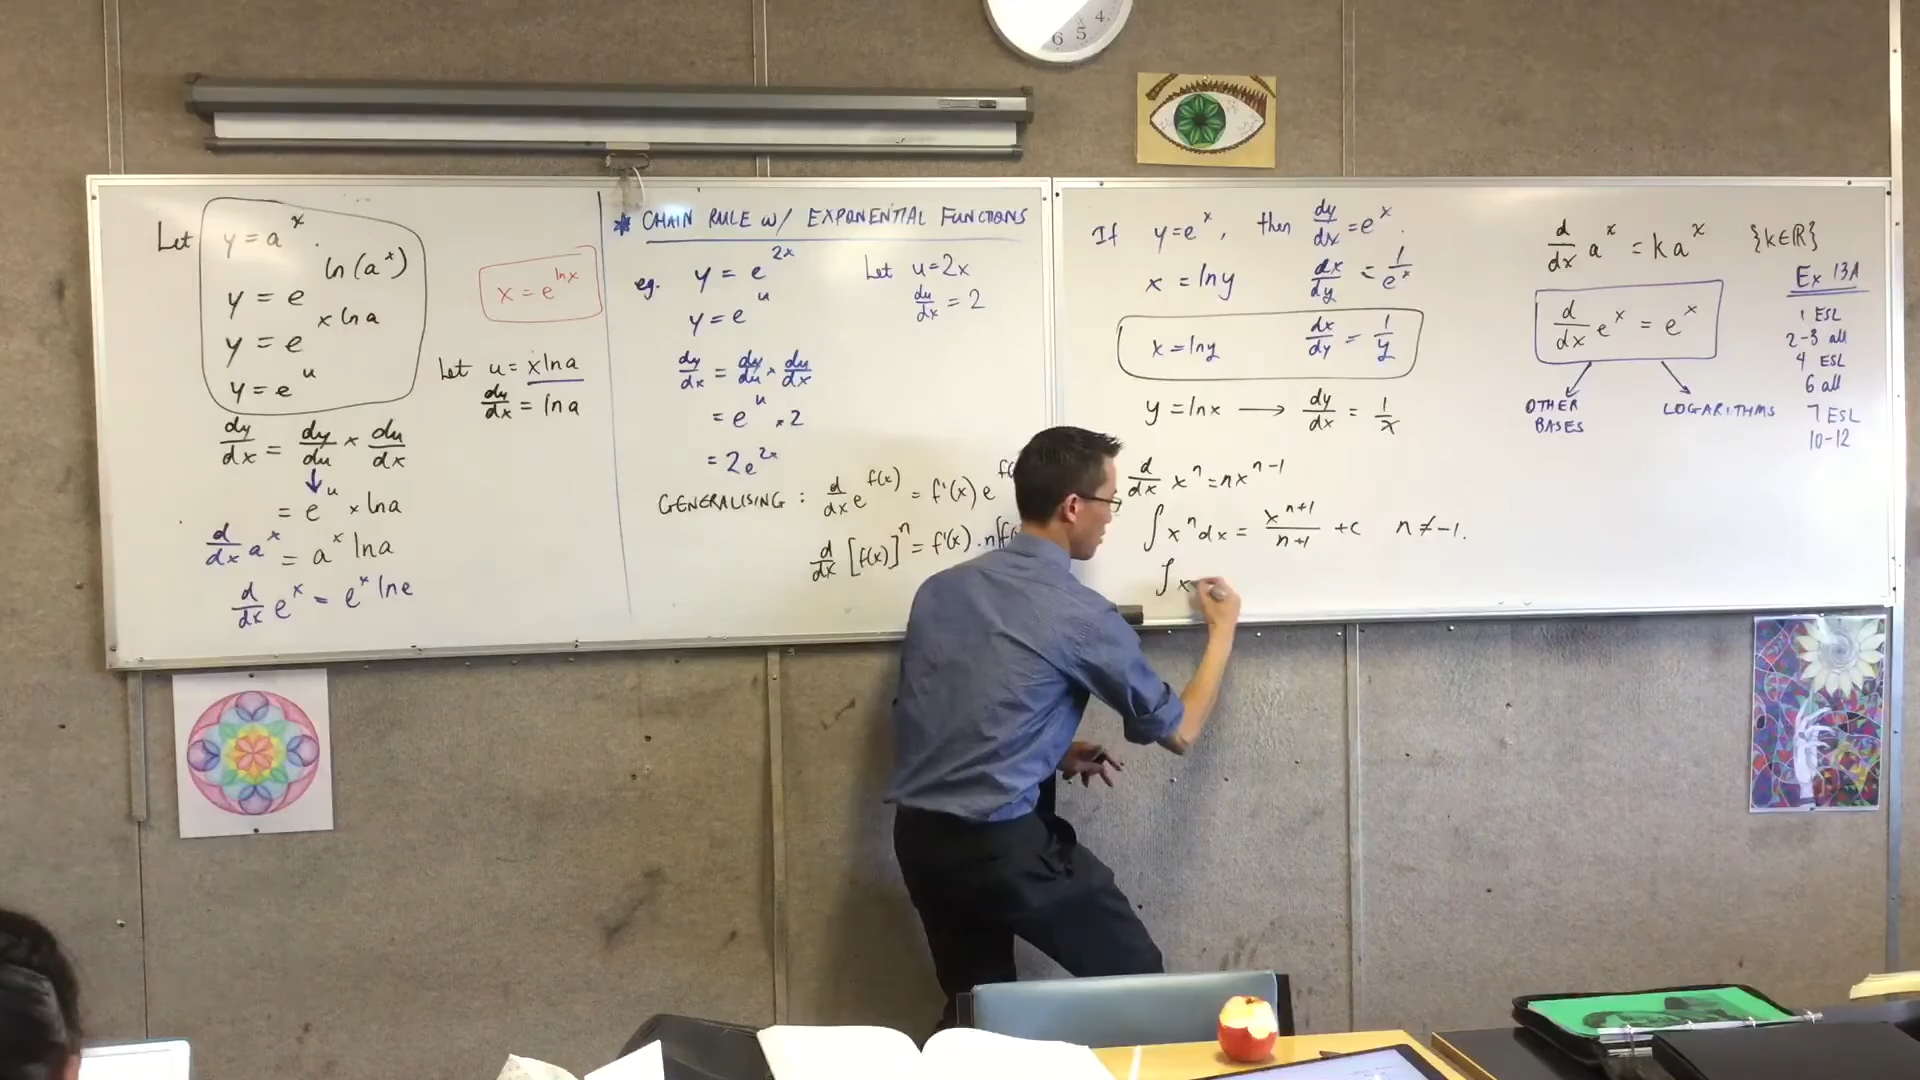 Let y = a^x
y = e^ln(a^x)
y = e^x ln a
y = e^u
dy/dx = dy/du × du/dx
= e^u × ln a
d/dx a^x = a^x ln a
d/dx e^x = e^x ln e
x = e^ln x
Let u = x ln a
du/dx = ln a
* CHAIN RULE W/ EXPONENTIAL FUNCTIONS
eg. y = e^2x
y = e^u
dy/dx = dy/du × du/dx
= e^u × 2
= 2e^2x
Let u = 2x
du/dx = 2
GENERALISING : d/dx e^f(x) = f'(x) e^f(
d/dx [f(x)]^n = f'(x) . n[f(
If y = e^x , then dy/dx = e^x .
x = ln y dx/dy = 1/e^x
x = ln y dx/dy = 1/y
y = ln x → dy/dx = 1/x
d/dx x^n = nx^n-1
∫ x^n dx = x^n+1/n+1 + c n ≠ -1.
∫ x
d/dx a^x = k a^x {k∈ℝ}
d/dx e^x = e^x
OTHER BASES
LOGARITHMS
Ex 13A
1 ESL
2-3 all
4 ESL
6 all
7 ESL
10-12
4
5
6